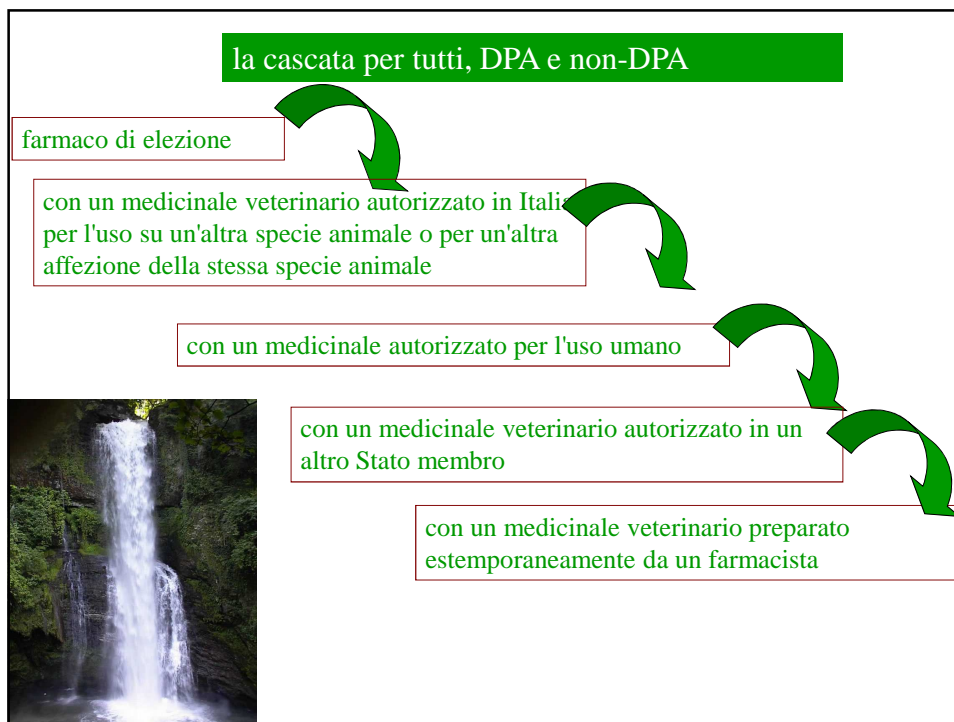 la cascata per tutti, DPA e non-DPA
farmaco di elezione
con un medicinale veterinario autorizzato in Italia
per l'uso su un'altra specie animale o per un'altra
affezione della stessa specie animale
con un medicinale autorizzato per l'uso umano
con un medicinale veterinario autorizzato in un
altro Stato membro
con un medicinale veterinario preparato
estemporaneamente da un farmacista